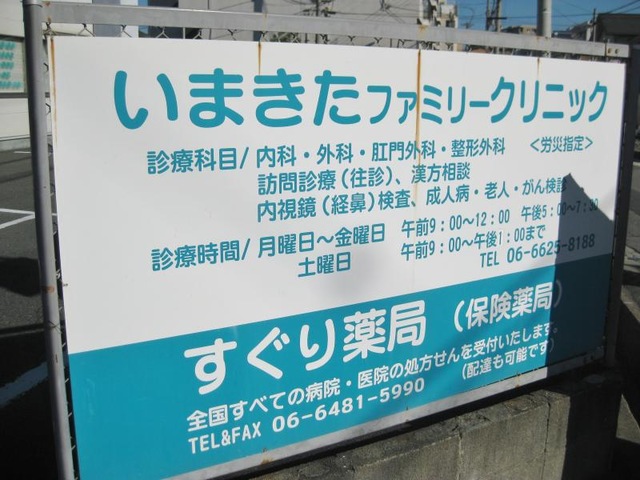 いまきたファミリークリニック
診療科目/内科・外科・肛門外科・整形外科 <労災指定>
訪問診療(往診)、漢方相談
内視鏡(経鼻)検査、成人病・老人・がん検診
診療時間/月曜日～金曜日 午前9:00～12:00 午後5:00～7:30
土曜日 午前9:00～午後1:00まで
TEL 06-6625-8188
すぐり薬局(保険薬局)
全国すべての病院・医院の処方せんを受付いたします。
(配達も可能です)
TEL&FAX 06-6481-5990